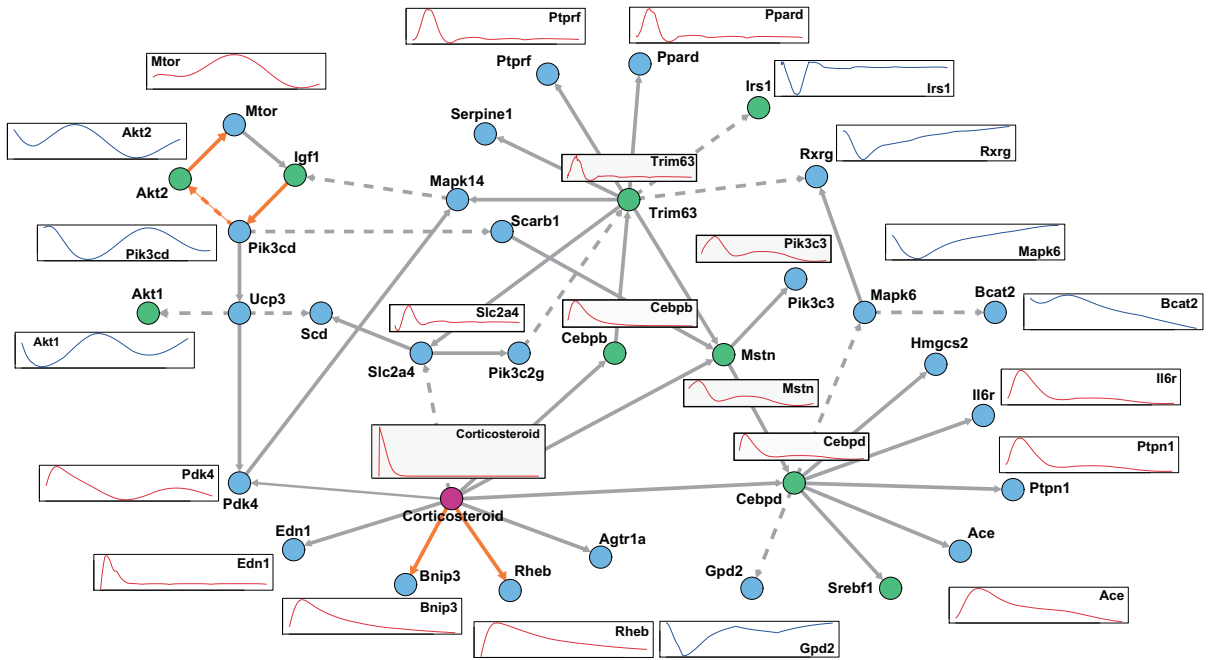 Ptprf
Ppard
Mtor
Ptprf
Ppard
Irs1
Irs1
Mtor
Serpine1
Akt2
Rxrg
Rxrg
Igf1
Trim63
Akt2
Mapk14
Trim63
Scarb1
Pik3cd
Pik3cd
Pik3c3
Mapk6
Akt1
Ucp3
Pik3c3
Mapk6
Bcat2
Bcat2
Scd
Slc2a4
Cebpb
Akt1
Cebpb
Mstn
Hmgcs2
Slc2a4
Pik3c2g
Mstn
Il6r
Il6r
Corticosteroid
Cebpd
Ptpn1
Pdk4
Pdk4
Cebpd
Ptpn1
Corticosteroid
Edn1
Agtr1a
Ace
Edn1
Bnip3
Rheb
Gpd2
Srebf1
Ace
Bnip3
Rheb
Gpd2